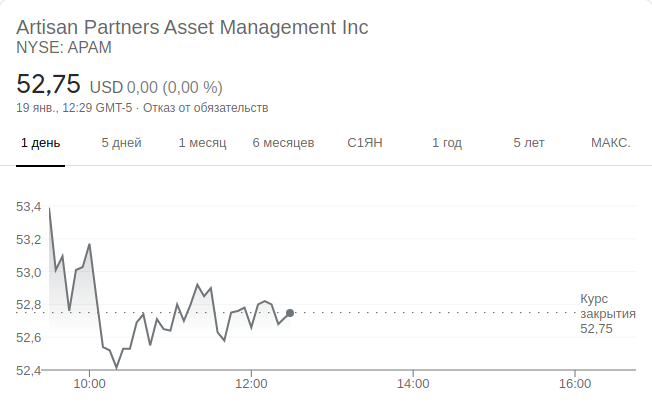 Artisan Partners Asset Management Inc
NYSE: APAM
52,75 USD 0,00 (0,00 %)
19 янв., 12:29 GMT-5 · Отказ от обязательств
1 день 5 дней 1 месяц 6 месяцев С1ЯН 1 год 5 лет МАКС.
53,4
53,2
53,0
52,8
52,6
52,4
Курс
закрытия
52,75
10:00 12:00 14:00 16:00